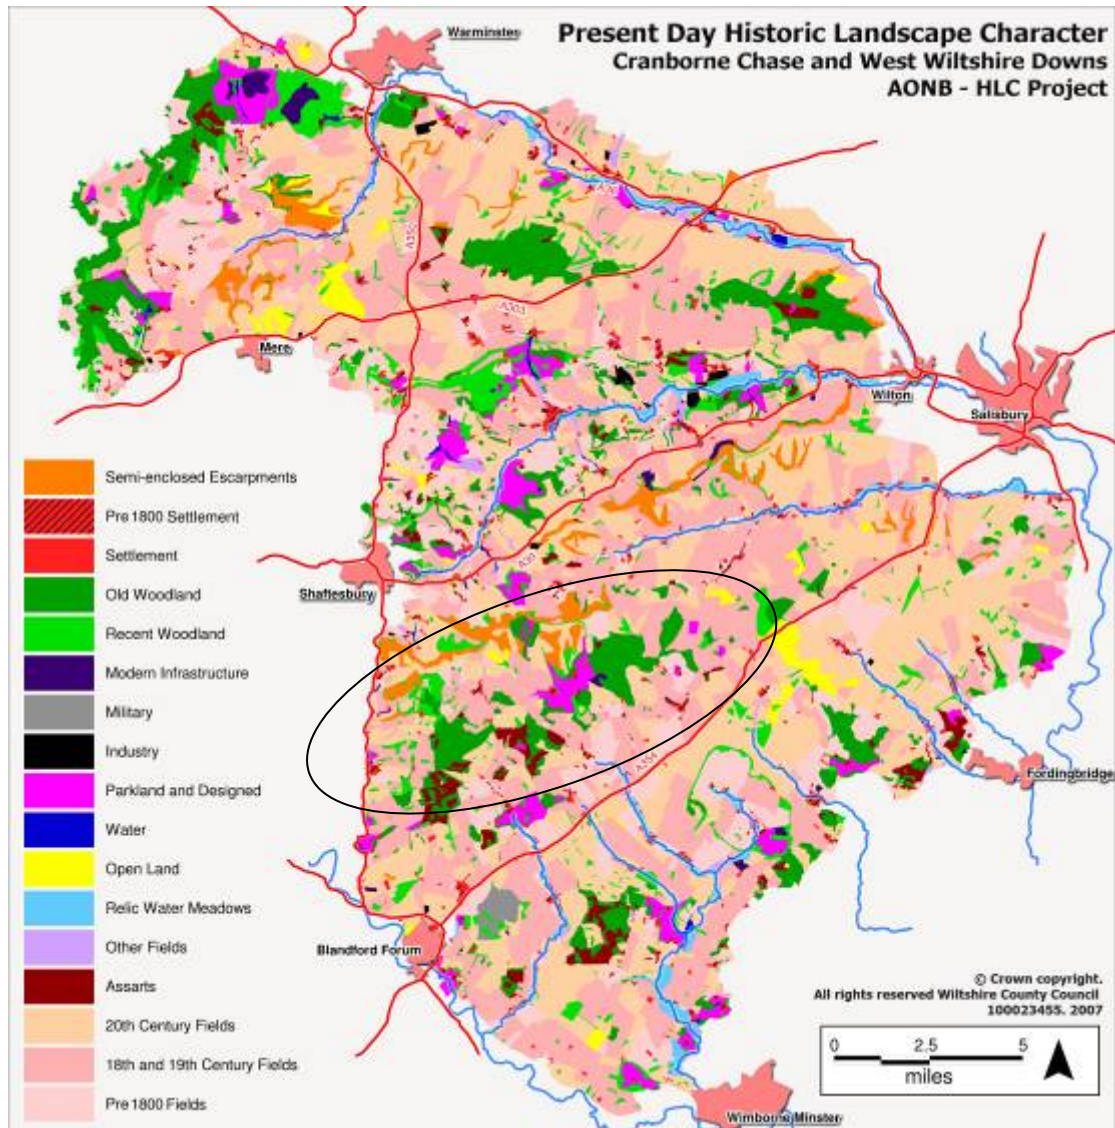 Present Day Historic Landscape Character
Cranborne Chase and West Wiltshire Downs
AONB - HLC Project
Warminster
A36
A350
A303
Mere
Wilton
Salisbury
Semi-enclosed Escarpments
Pre 1800 Settlement
Settlement
Old Woodland
Recent Woodland
Modern Infrastructure
Military
Industry
Parkland and Designed
Water
Open Land
Relic Water Meadows
Other Fields
Assarts
20th Century Fields
18th and 19th Century Fields
Pre 1800 Fields
A30
Shaftesbury
A354
Fordingbridge
Blandford Forum
© Crown copyright.
All rights reserved Wiltshire County Council
100023455. 2007
0 2.5 5
miles
Wimborne Minster